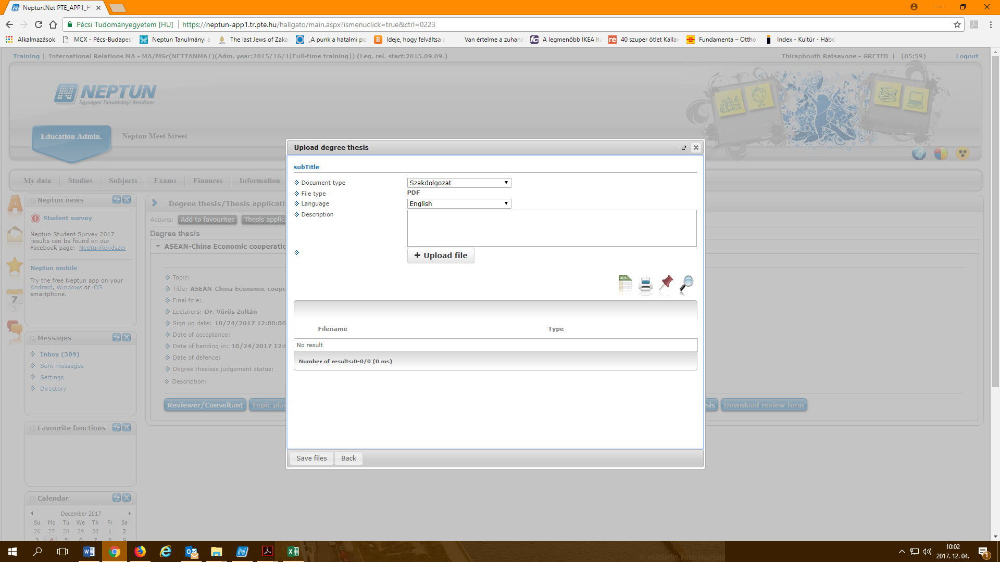 Neptun.Net PTE_APP1_H
Pécsi Tudományegyetem [HU] https://neptun-app1.tr.pte.hu/hallgato/main.aspx?ismenuclick=true&ctrl=0223
Alkalmazások MCX - Pécs-Budapest Neptun Tanulmányi The last Jews of Zaka „A punk a hatalmi po Ideje, hogy felváltsa a Van értelme a zuhaná A legmenőbb IKEA ha 40 szuper ötlet Kallax Fundamenta – Otthon Index - Kultúr - Hábo
Training | International Relations MA - MA/MSc(NETTANMA1)(Adm. year:2015/16/1[Full-time training]) (Leg. rel. start:2015.09.09.) Thiraphouth Ratsavone - GRETFB | (05:59) Logout
NEPTUN
Egységes Tanulmányi Rendszer
Education Admin. Neptun Meet Street
My data Studies Subjects Exams Finances Information
Neptun news
Student survey
Neptun Student Survey 2017
results can be found on our
Facebook page: NeptunRendszer
Neptun mobile
Try the free Neptun app on your
Android, Windows or iOS
smartphone.
7
Messages
Inbox (309)
Sent messages
Settings
Directory
Favourite functions
Calendar
December 2017
Su Mo Tu We Th Fr Sa
26 27 28 29 30 1 2
3 4 5 6 7 8 9
Degree thesis/Thesis applicati
Actions: Add to favourites Thesis applic
Degree thesis
ASEAN-China Economic cooperatio
Topic:
Title: ASEAN-China Economic coope
Final title:
Lecturers: Dr. Vörös Zoltán
Sign up date: 10/24/2017 12:00:00
Date of acceptance:
Date of handing in: 10/24/2017 12:
Date of defence:
Degree thesises judgement status:
Description:
Reviewer/Consultant Topic pla sis Download review form
Upload degree thesis
subTitle
Document type Szakdolgozat
File type PDF
Language English
Description
+ Upload file
XLS
Filename Type
No result
Number of results:0-0/0 (0 ms)
Save files Back
© visitBerlin, Foto: visumate
10:02
2017. 12. 04.
1